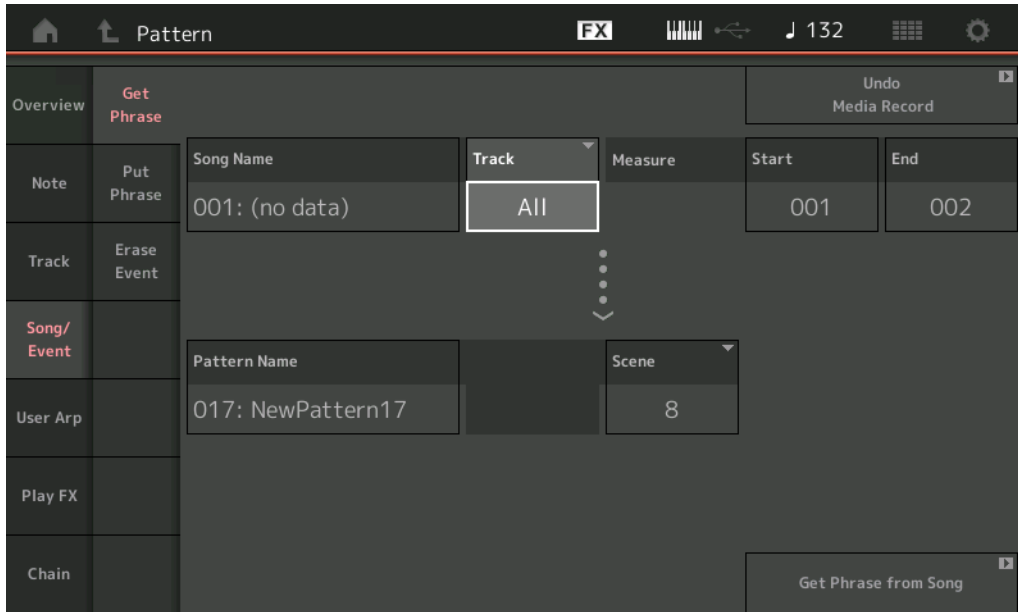 Pattern
FX
♩ 132
Overview
Note
Track
Song/
Event
User Arp
Play FX
Chain
Get
Phrase
Put
Phrase
Erase
Event
Undo
Media Record
Song Name
001: (no data)
Track
All
Measure
Start
001
End
002
Pattern Name
017: NewPattern17
Scene
8
Get Phrase from Song